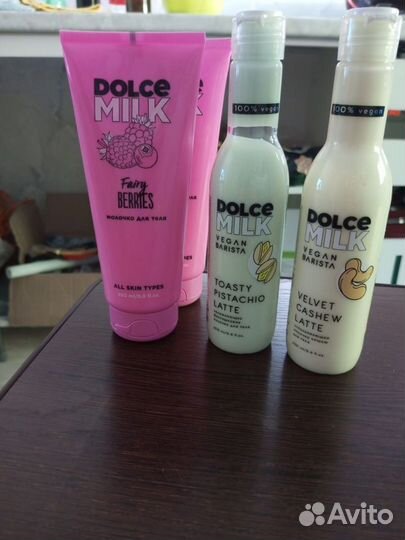 DOLCE
MILK
Fairy
BERRIES
МОЛОЧКО ДЛЯ ТЕЛА
ALL SKIN TYPES
100% vegan
DOLCE
MILK
VEGAN
BARISTA
TOASTY
PISTACHIO
LATTE
100% vegan
DOLCE
MILK
VEGAN
BARISTA
VELVET
CASHEW
LATTE
Avito